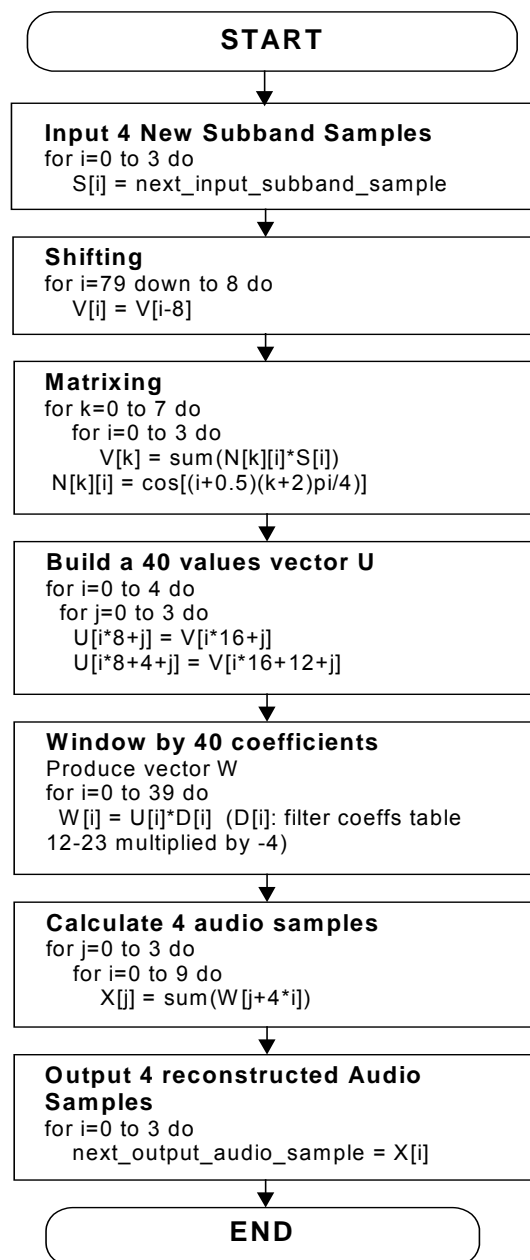 START
Input 4 New Subband Samples
for i=0 to 3 do
S[i] = next_input_subband_sample
Shifting
for i=79 down to 8 do
V[i] = V[i-8]
Matrixing
for k=0 to 7 do
for i=0 to 3 do
V[k] = sum(N[k][i]*S[i])
N[k][i] = cos[(i+0.5)(k+2)pi/4)]
Build a 40 values vector U
for i=0 to 4 do
for j=0 to 3 do
U[i*8+j] = V[i*16+j]
U[i*8+4+j] = V[i*16+12+j]
Window by 40 coefficients
Produce vector W
for i=0 to 39 do
W[i] = U[i]*D[i] (D[i]: filter coeffs table
12-23 multiplied by -4)
Calculate 4 audio samples
for j=0 to 3 do
for i=0 to 9 do
X[j] = sum(W[j+4*i])
Output 4 reconstructed Audio
Samples
for i=0 to 3 do
next_output_audio_sample = X[i]
END